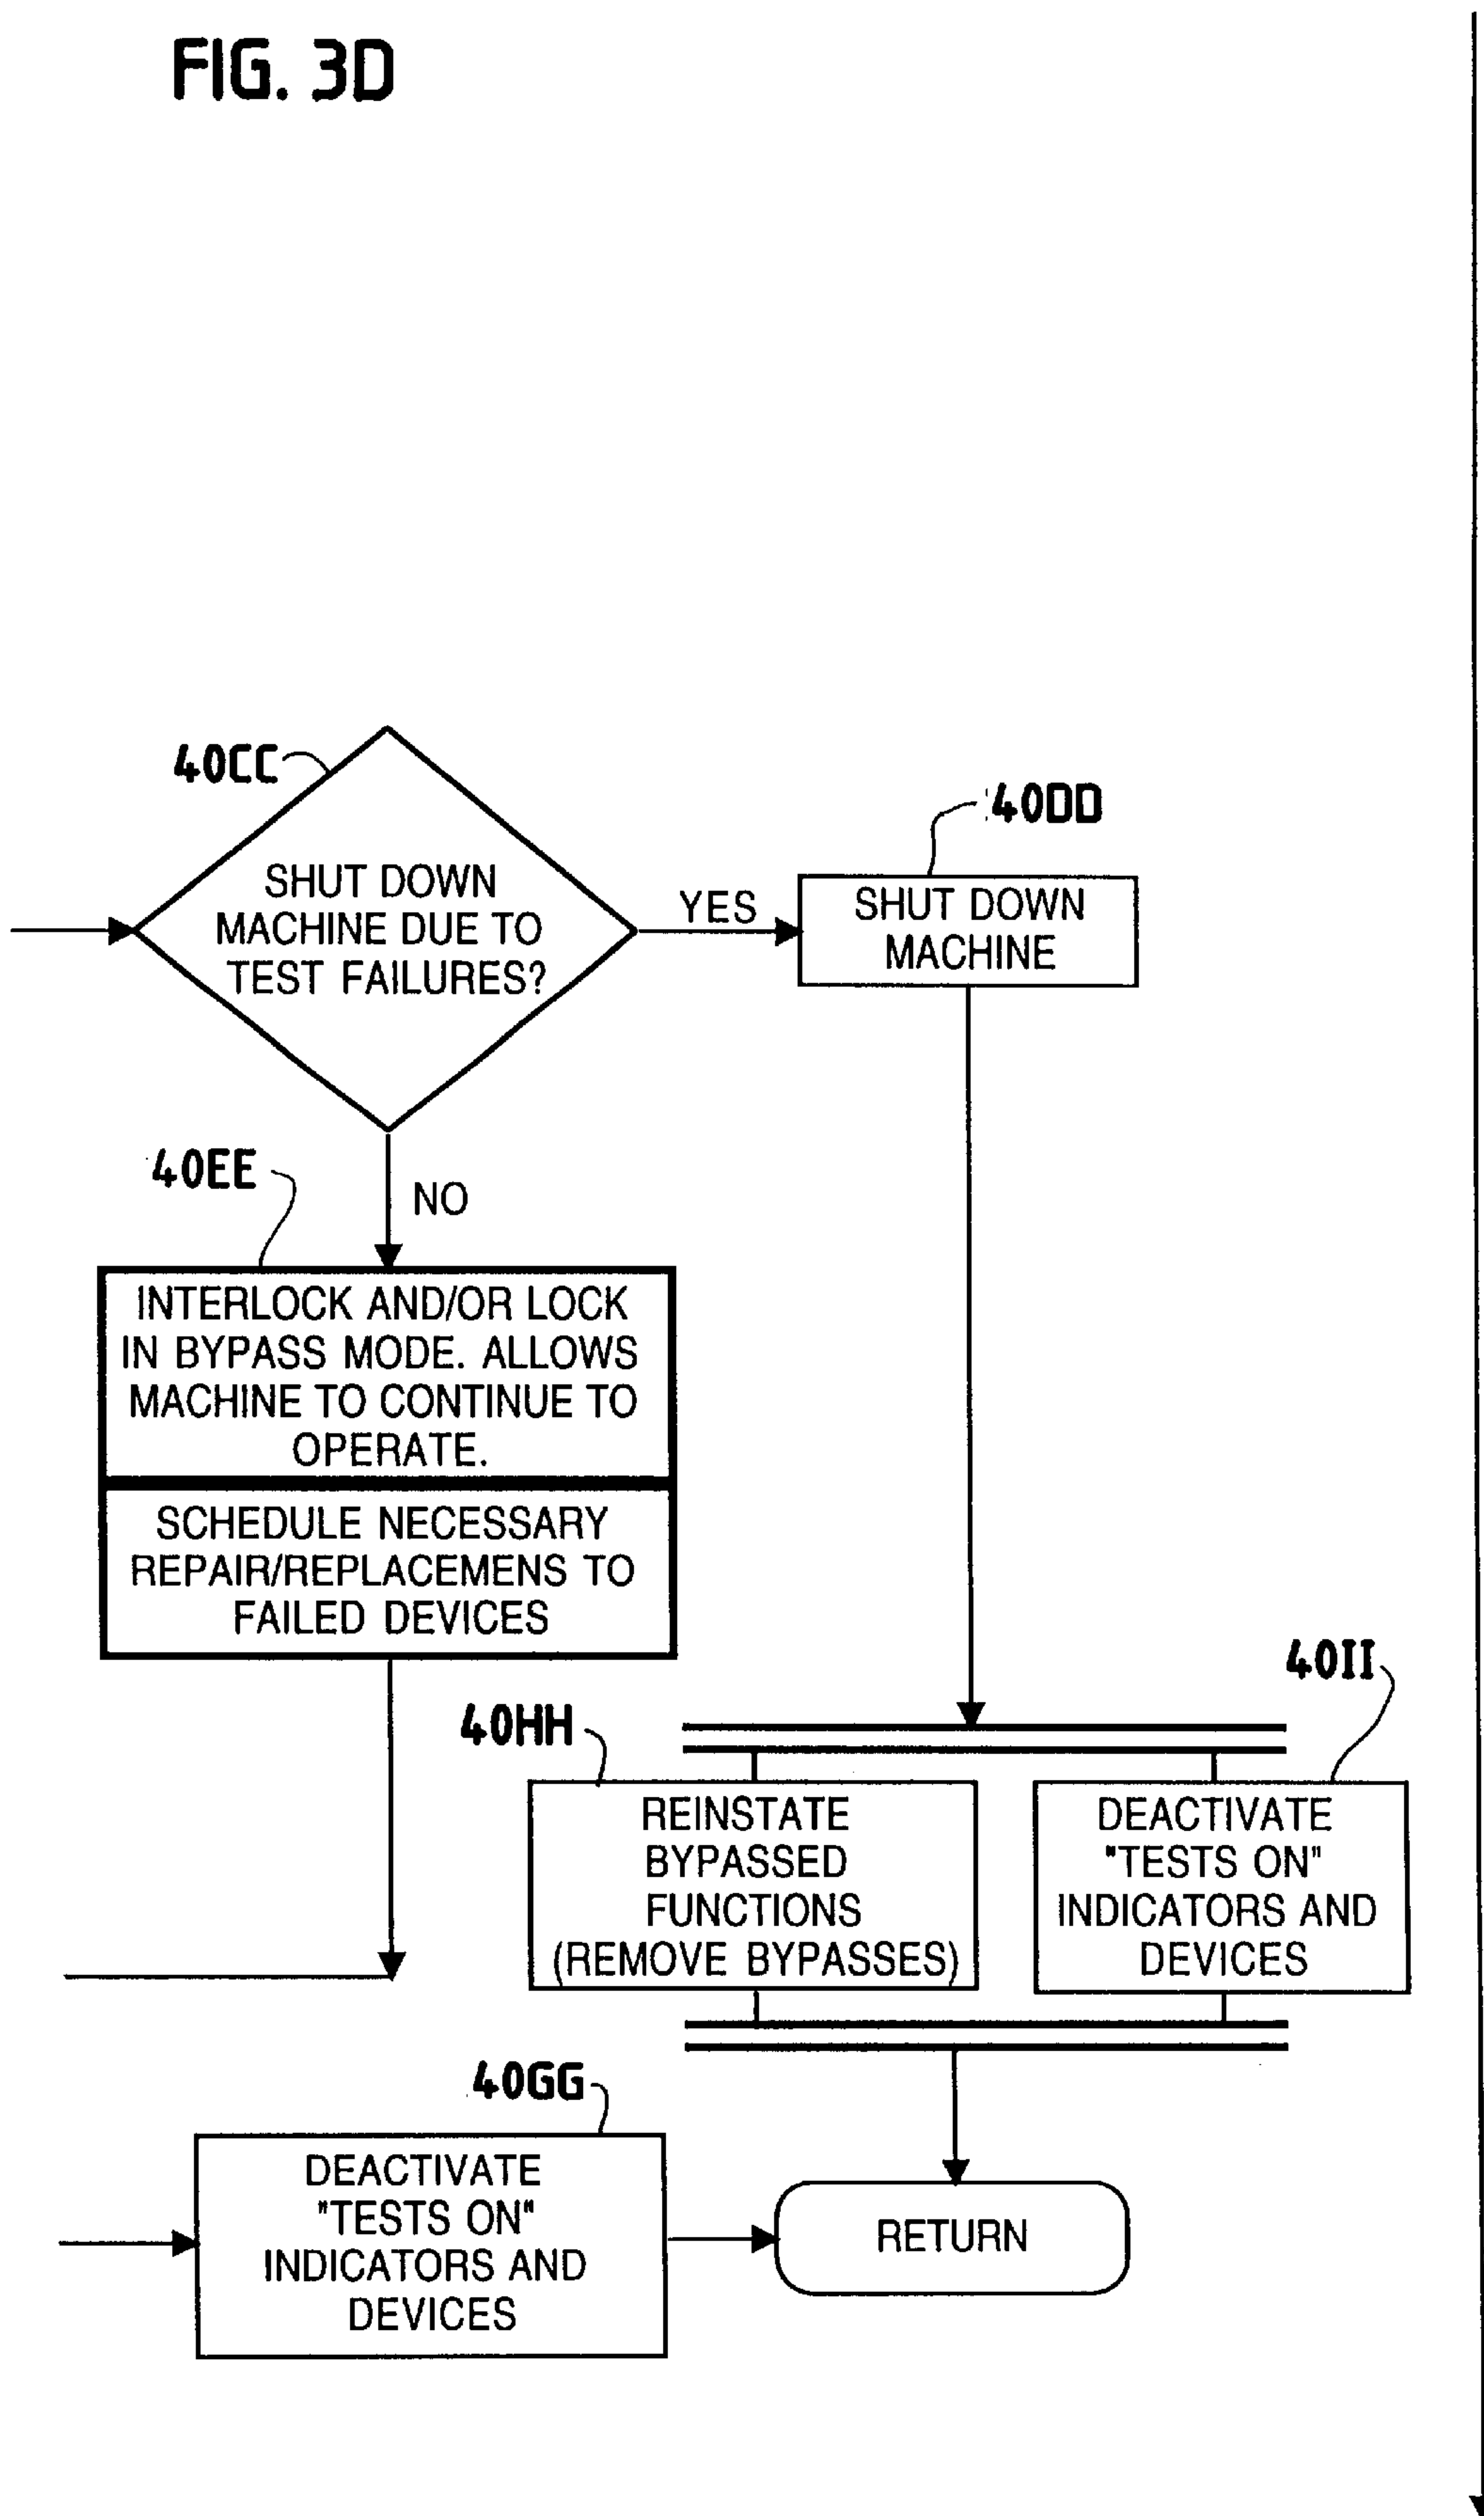 FIG. 3D
40CC
SHUT DOWN
MACHINE DUE TO
TEST FAILURES?
YES
40DD
SHUT DOWN
MACHINE
40EE
NO
INTERLOCK AND/OR LOCK
IN BYPASS MODE. ALLOWS
MACHINE TO CONTINUE TO
OPERATE.
SCHEDULE NECESSARY
REPAIR/REPLACEMENS TO
FAILED DEVICES
40HH
REINSTATE
BYPASSED
FUNCTIONS
(REMOVE BYPASSES)
40II
DEACTIVATE
"TESTS ON"
INDICATORS AND
DEVICES
40GG
DEACTIVATE
"TESTS ON"
INDICATORS AND
DEVICES
RETURN